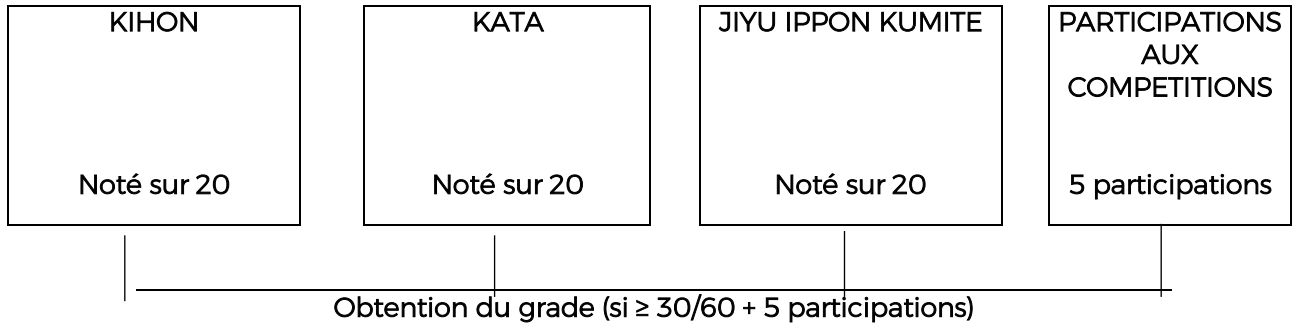 KIHON
Noté sur 20
KATA
Noté sur 20
JIYU IPPON KUMITE
Noté sur 20
PARTICIPATIONS
AUX
COMPETITIONS
5 participations
Obtention du grade (si ≥ 30/60 + 5 participations)